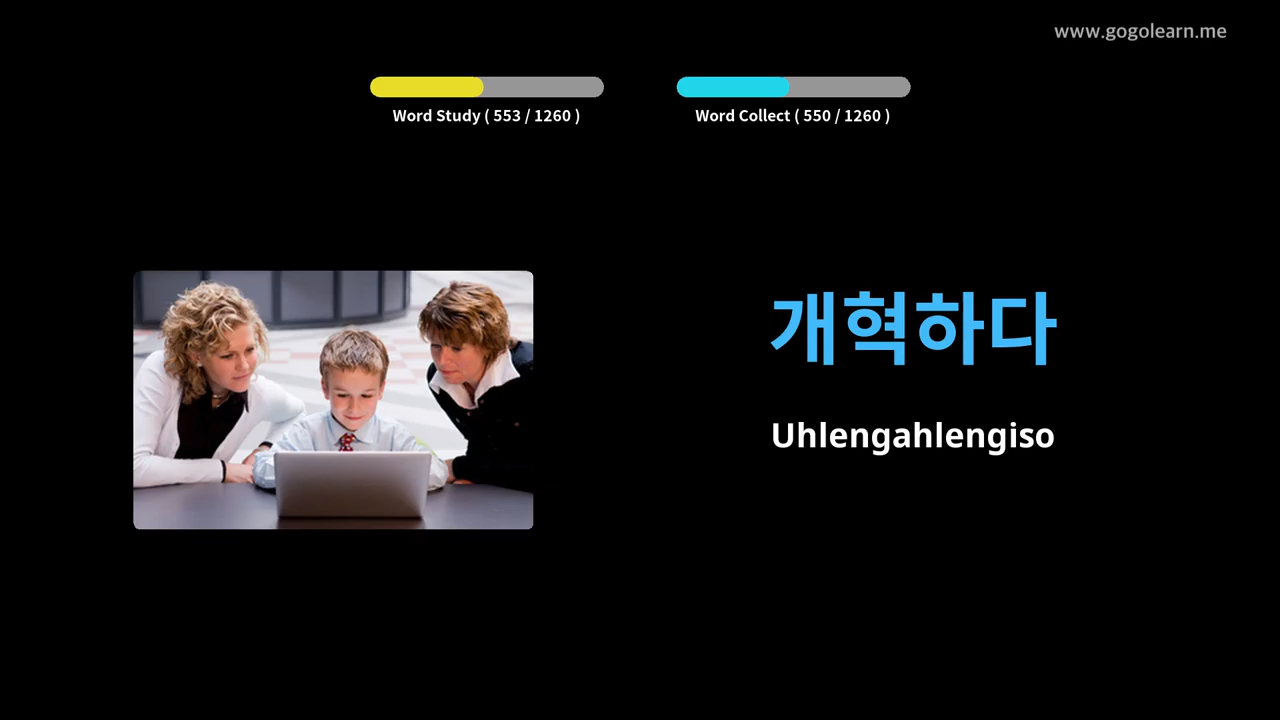 www.gogolearn.me
Word Study ( 553 / 1260 )
Word Collect ( 550 / 1260 )
개혁하다
Uhlengahlengiso